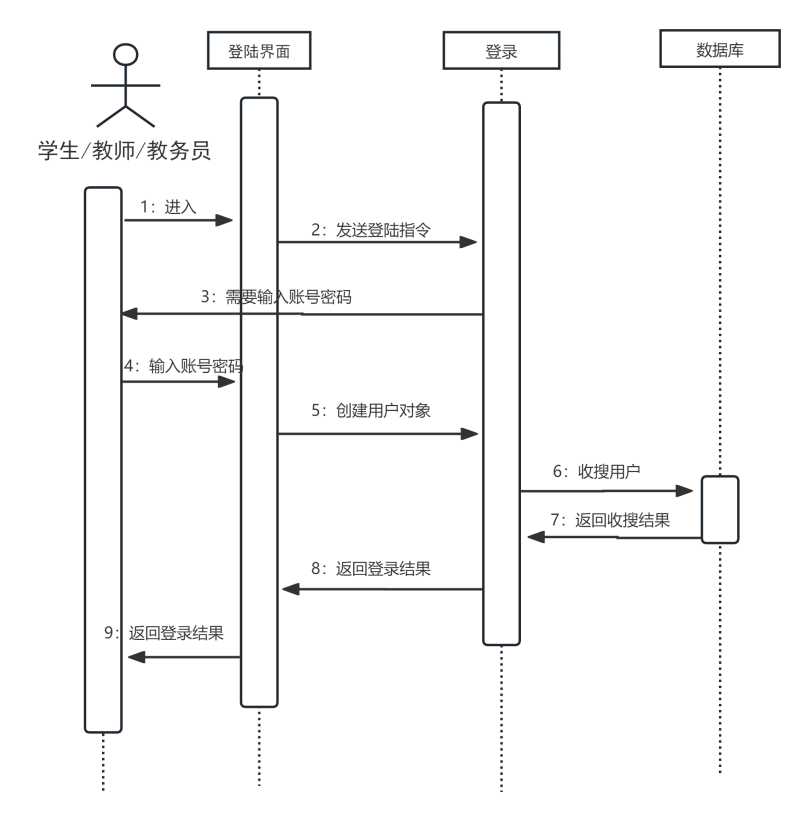 登陆界面
登录
数据库
学生/教师/教务员
1：进入
2：发送登陆指令
3：需要输入账号密码
4：输入账号密码
5：创建用户对象
6：收搜用户
7：返回收搜结果
8：返回登录结果
9：返回登录结果